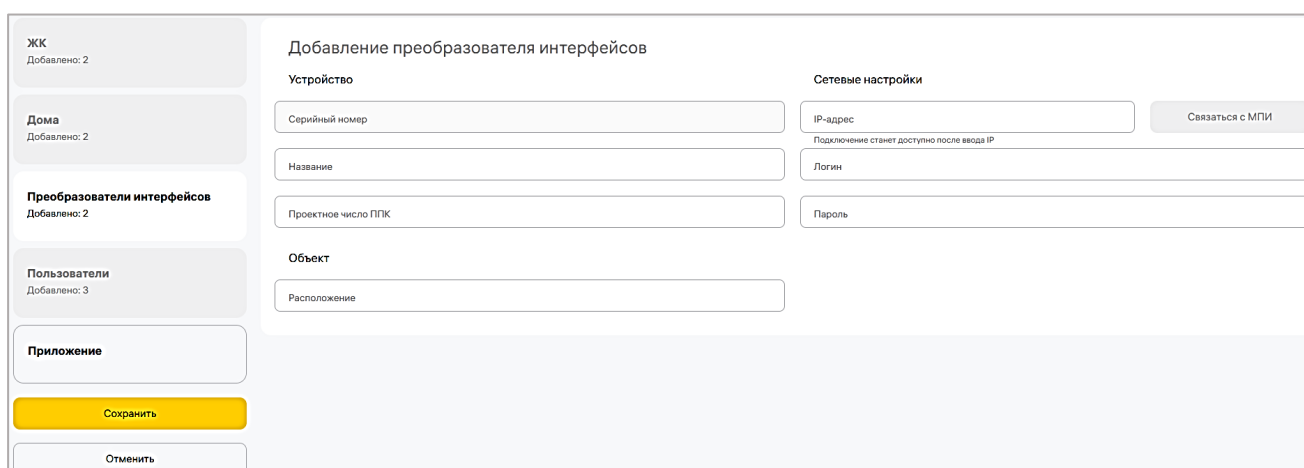 ЖК
Добавлено: 2
Дома
Добавлено: 2
Преобразователи интерфейсов
Добавлено: 2
Пользователи
Добавлено: 3
Приложение
Сохранить
Отменить
Добавление преобразователя интерфейсов
Устройство
Серийный номер
Название
Проектное число ППК
Объект
Расположение
Сетевые настройки
IP-адрес
Связаться с МПИ
Подключение станет доступно после ввода IP
Логин
Пароль